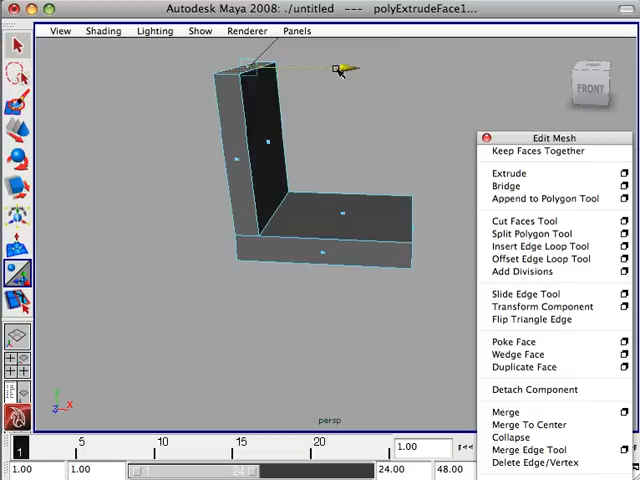 Autodesk Maya 2008: ./untitled --- polyExtrudeFace1...
View Shading Lighting Show Renderer Panels
FRONT
Edit Mesh
Keep Faces Together
Extrude
Bridge
Append to Polygon Tool
Cut Faces Tool
Split Polygon Tool
Insert Edge Loop Tool
Offset Edge Loop Tool
Add Divisions
Slide Edge Tool
Transform Component
Flip Triangle Edge
Poke Face
Wedge Face
Duplicate Face
Detach Component
Merge
Merge To Center
Collapse
Merge Edge Tool
Delete Edge/Vertex
Y
Z X
persp
1 5 10 15 20 1.00
1.00 1.00 1 24 24.00 48.00